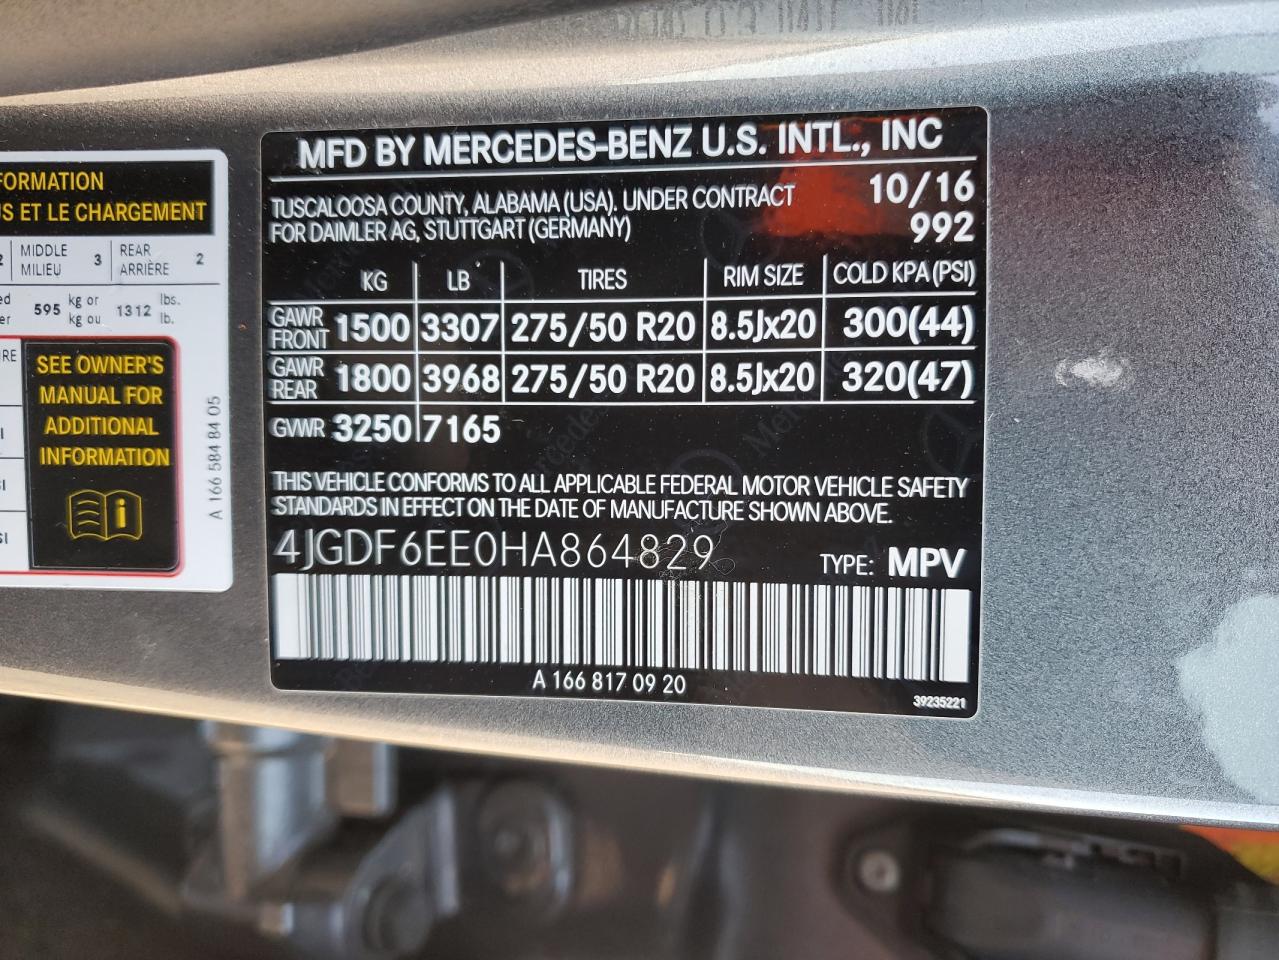 FORMATION
US ET LE CHARGEMENT
2 MIDDLE MILIEU 3 REAR ARRIÈRE 2
595 kg or kg ou 1312 lbs. lb.
SEE OWNER'S
MANUAL FOR
ADDITIONAL
INFORMATION
i
A 166 584 84 05
MFD BY MERCEDES-BENZ U.S. INTL., INC
TUSCALOOSA COUNTY, ALABAMA (USA), UNDER CONTRACT 10/16
FOR DAIMLER AG, STUTTGART (GERMANY) 992
KG LB TIRES RIM SIZE COLD KPA (PSI)
GAWR FRONT 1500 3307 275/50 R20 8.5Jx20 300(44)
GAWR REAR 1800 3968 275/50 R20 8.5Jx20 320(47)
GVWR 3250 7165
THIS VEHICLE CONFORMS TO ALL APPLICABLE FEDERAL MOTOR VEHICLE SAFETY
STANDARDS IN EFFECT ON THE DATE OF MANUFACTURE SHOWN ABOVE.
4JGDF6EE0HA864829 TYPE: MPV
A 166 817 09 20
39235221